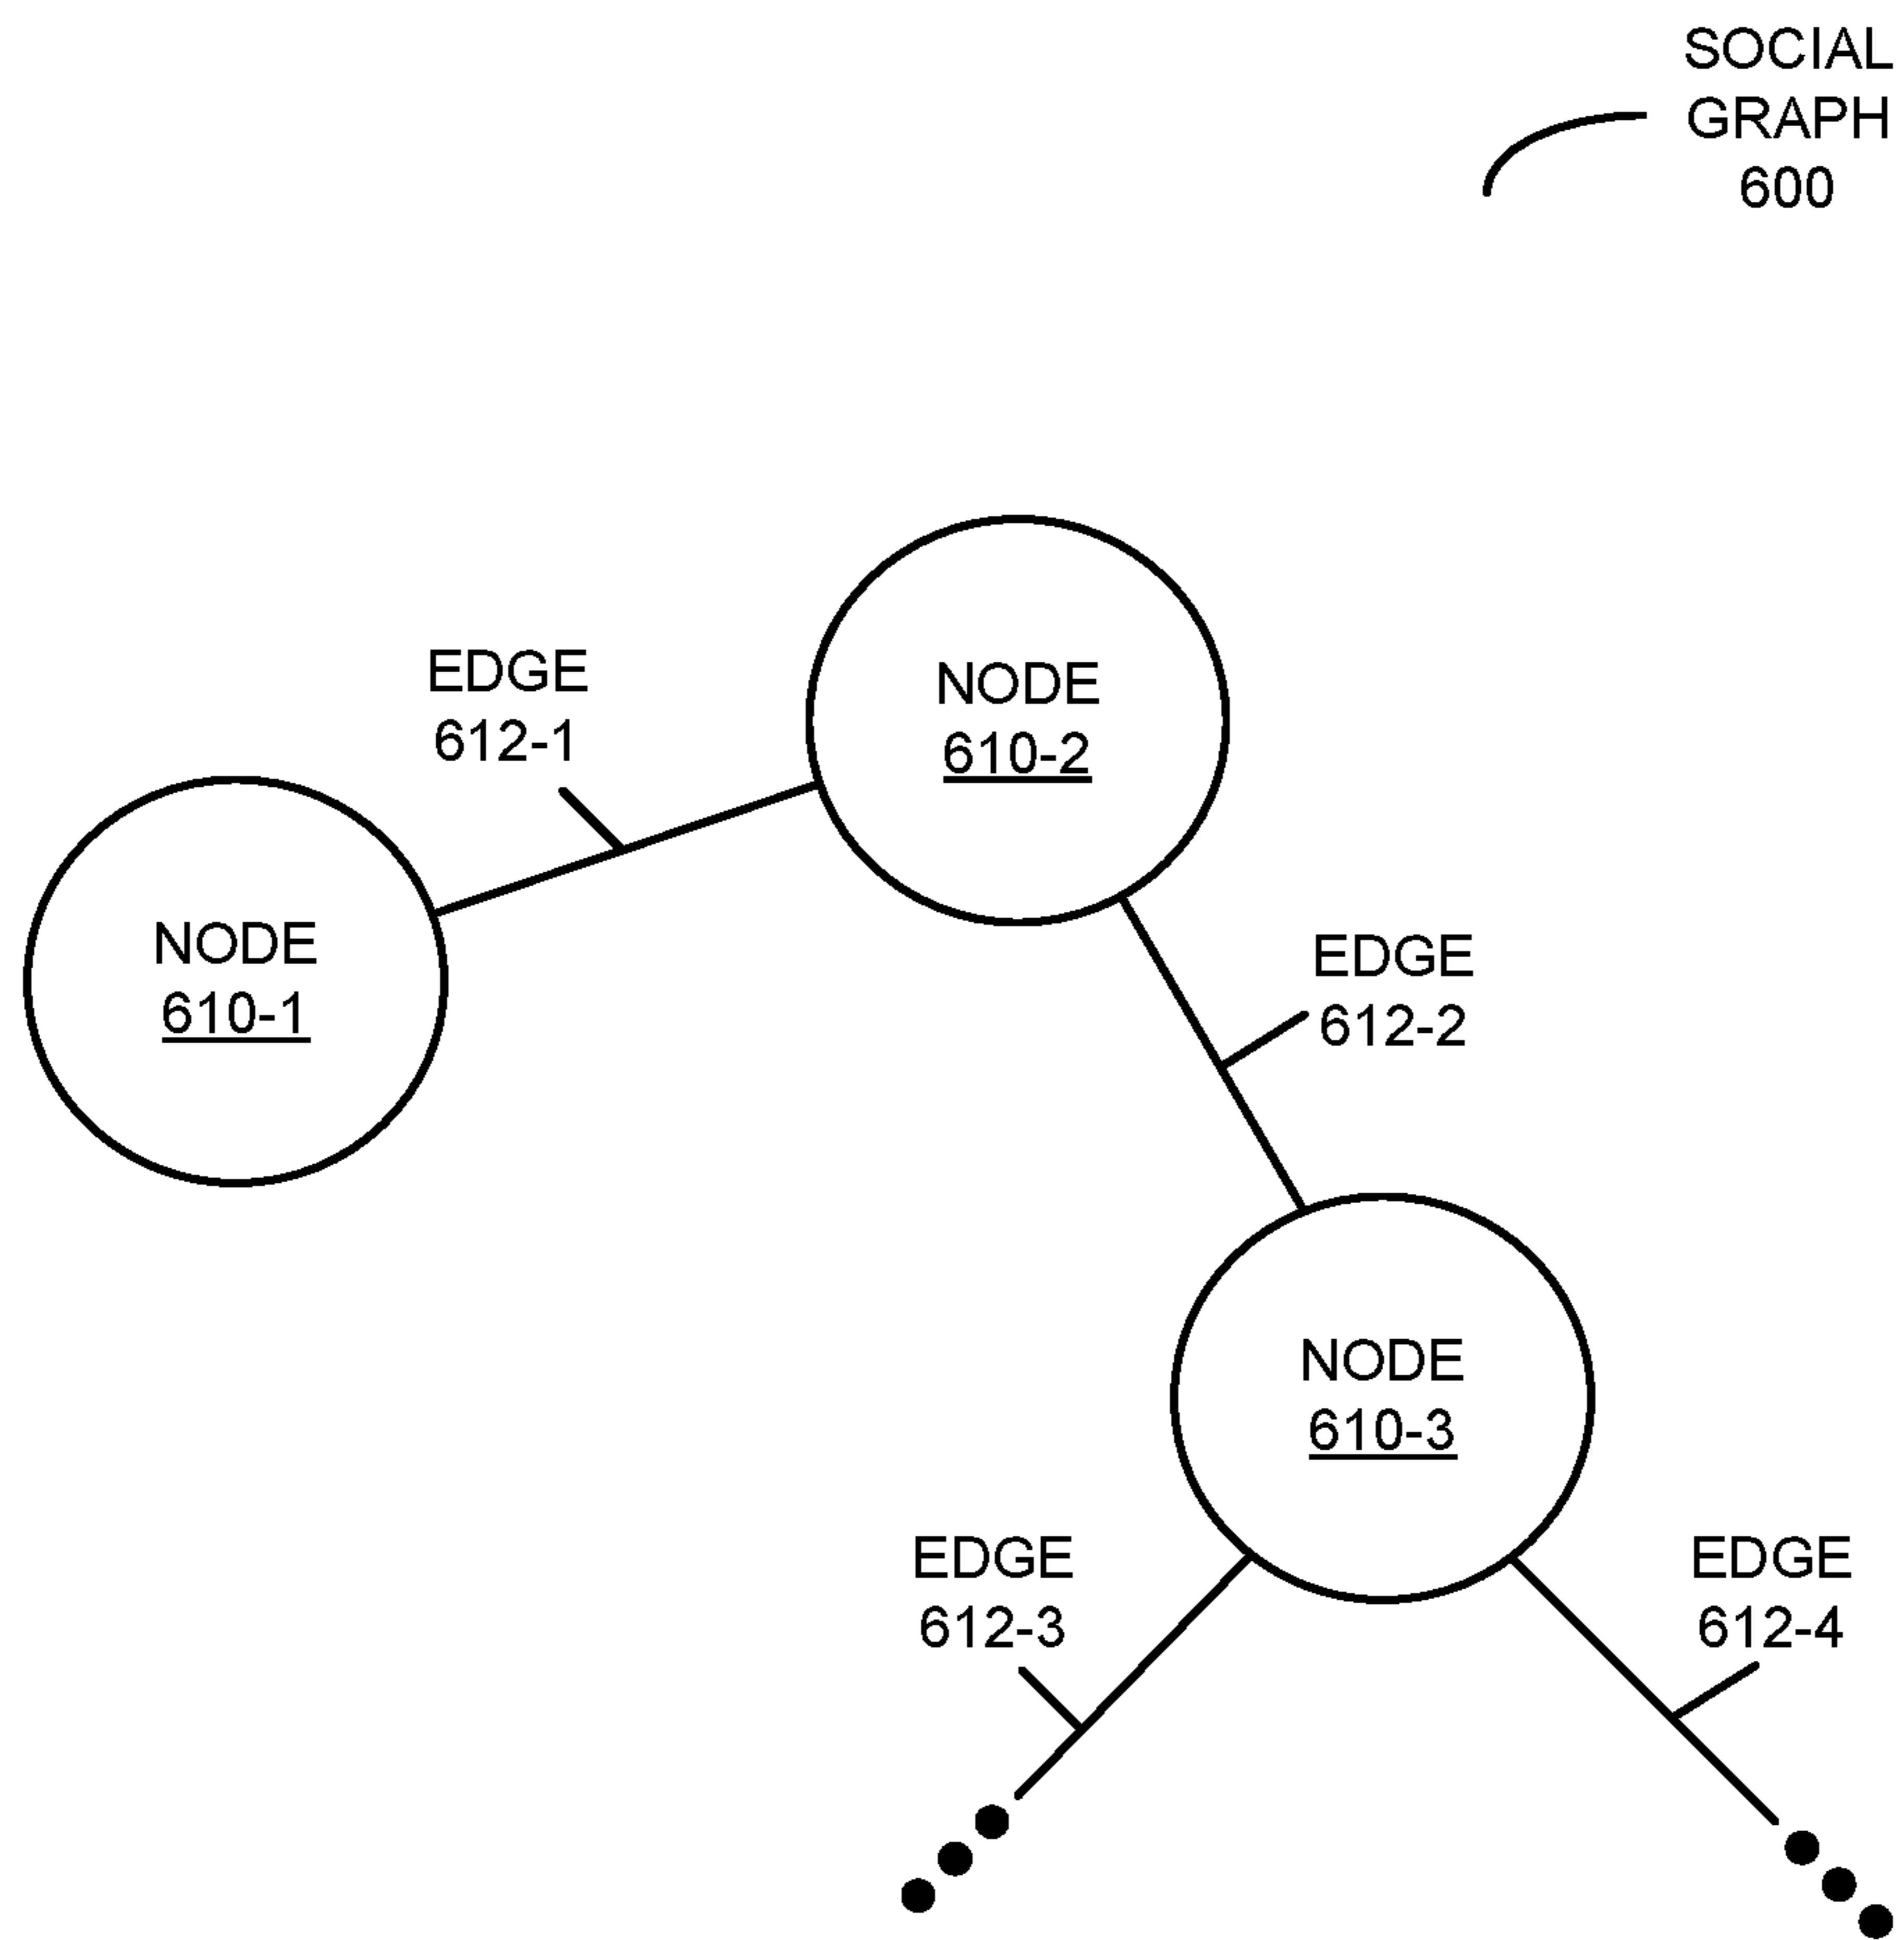 SOCIAL
GRAPH
600
EDGE
612-1
NODE
610-2
NODE
610-1
EDGE
612-2
NODE
610-3
EDGE
612-3
EDGE
612-4